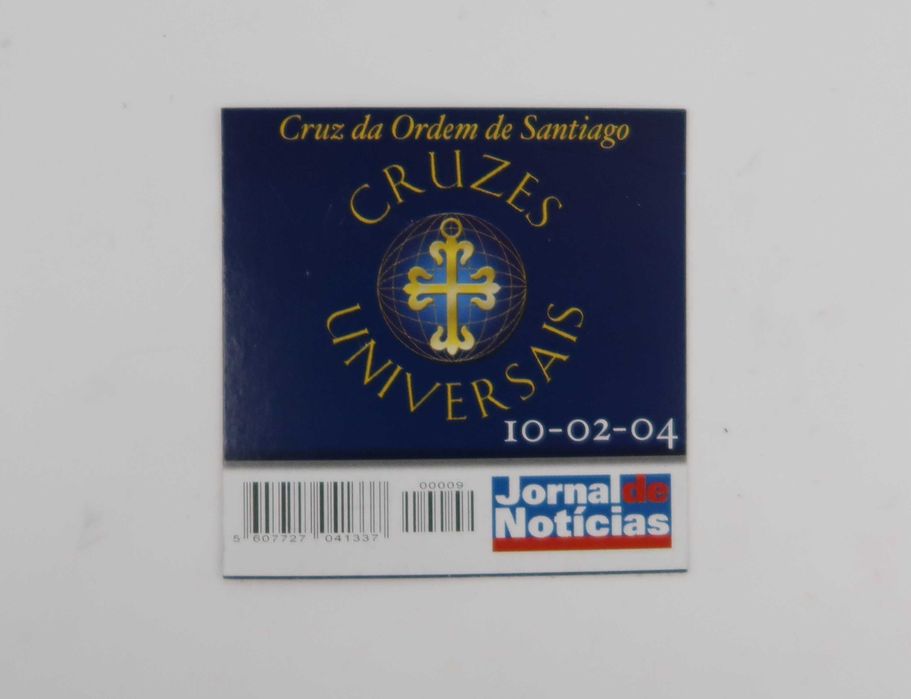 Cruz da Ordem de Santiago
CRUZES
UNIVERSAIS
10-02-04
00009
5 607727 041337
Jornal de
Notícias